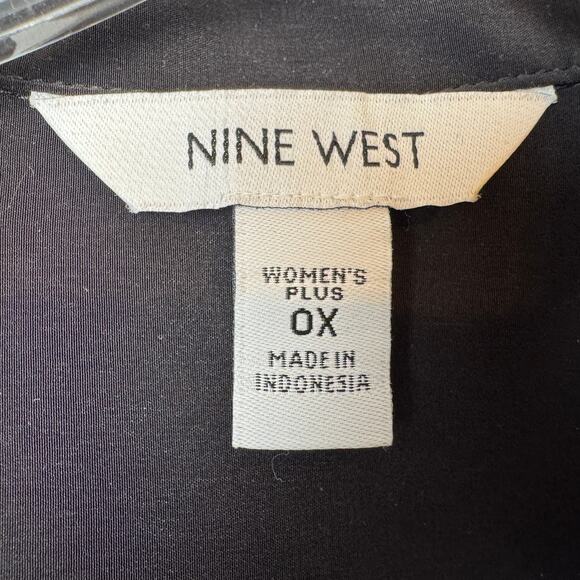 NINE WEST
WOMEN'S
PLUS
0X
MADE IN
INDONESIA